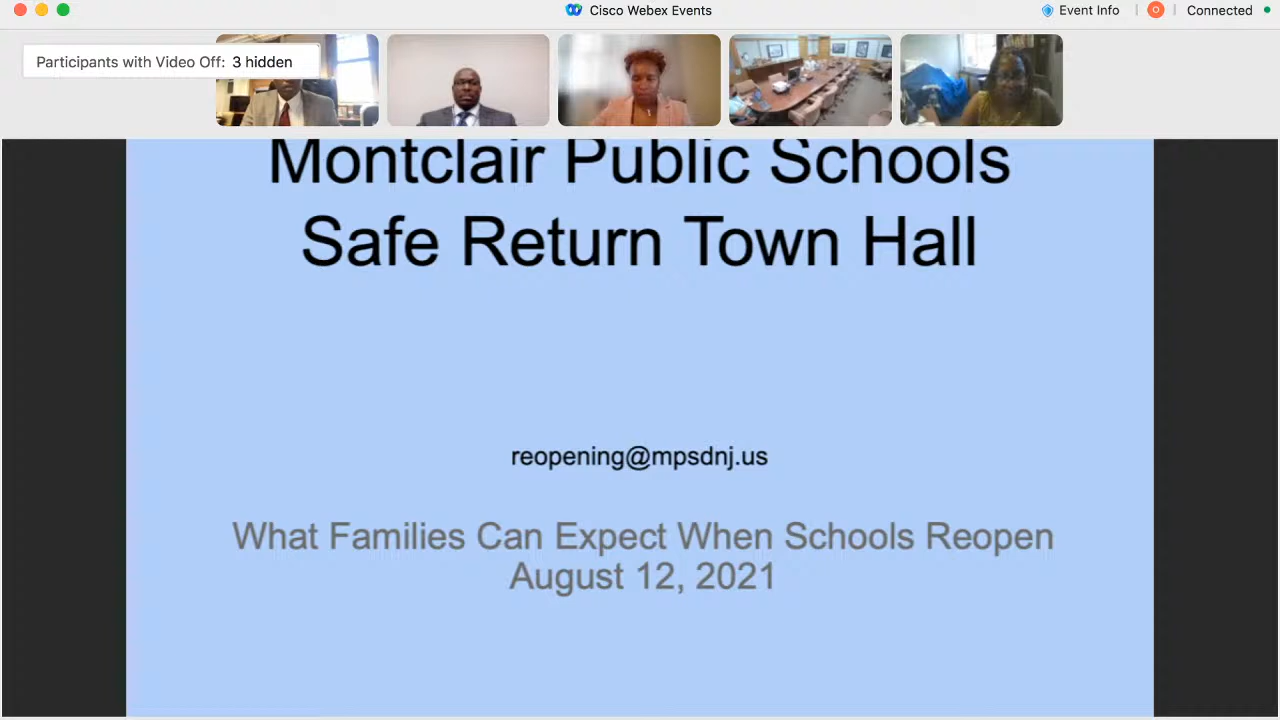 Cisco Webex Events
Event Info
Connected
Participants with Video Off: 3 hidden
Montclair Public Schools
Safe Return Town Hall
reopening@mpsdnj.us
What Families Can Expect When Schools Reopen
August 12, 2021